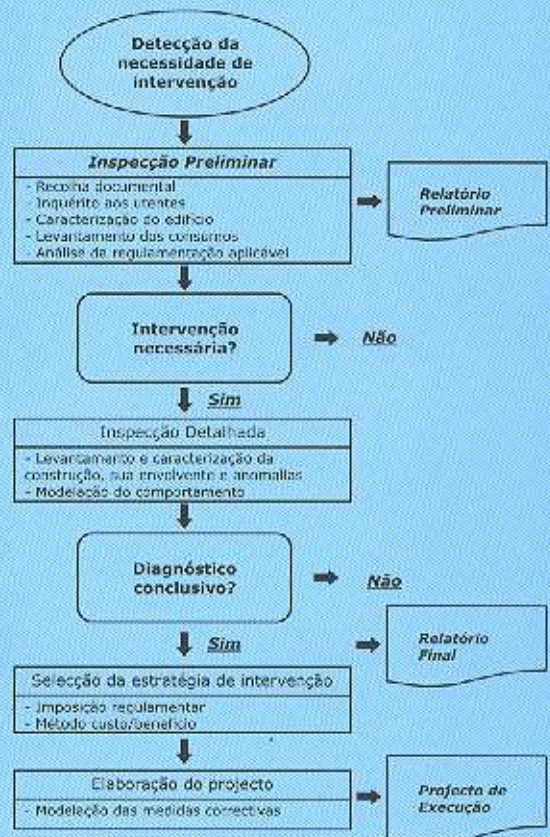 Detecção da
necessidade de
intervenção
Inspecção Preliminar
- Recolha documental
- Inquérito aos utentes
- Caracterização do edifício
- Levantamento dos consumos
- Análise da regulamentação aplicável
Relatório
Preliminar
Intervenção
necessária?
Não
Sim
Inspecção Detalhada
- Levantamento e caracterização da
construção, sua envolvente e anomalias
- Modelação do comportamento
Diagnóstico
conclusivo?
Não
Sim
Relatório
Final
Selecção da estratégia de intervenção
- Imposição regulamentar
- Método custo/benefício
Elaboração do projecto
- Modelação das medidas correctivas
Projecto de
Execução